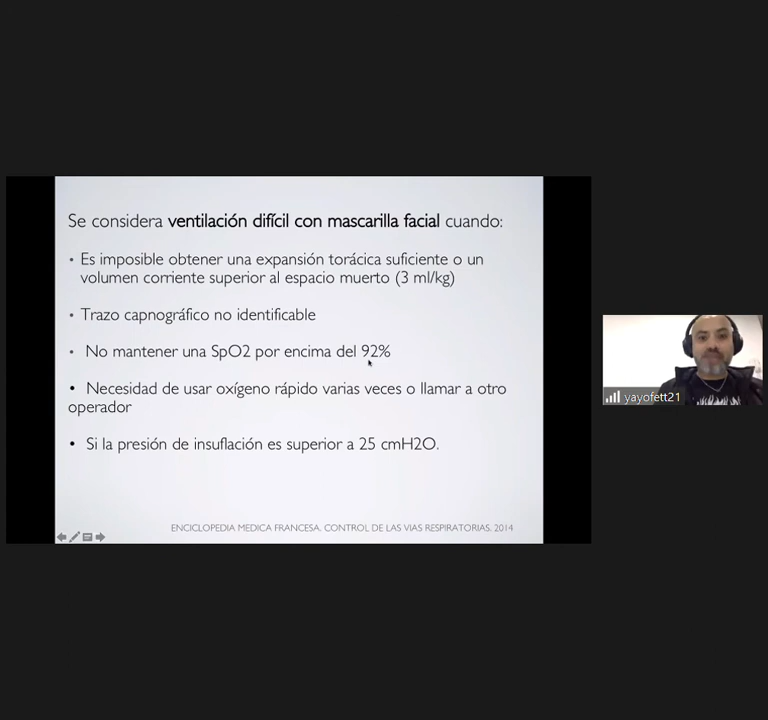 Se considera ventilación difícil con mascarilla facial cuando:
• Es imposible obtener una expansión torácica suficiente o un
volumen corriente superior al espacio muerto (3 ml/kg)
• Trazo capnográfico no identificable
• No mantener una SpO2 por encima del 92%
• Necesidad de usar oxígeno rápido varias veces o llamar a otro
operador
• Si la presión de insuflación es superior a 25 cmH2O.
ENCICLOPEDIA MEDICA FRANCESA. CONTROL DE LAS VIAS RESPIRATORIAS. 2014
yayofett21